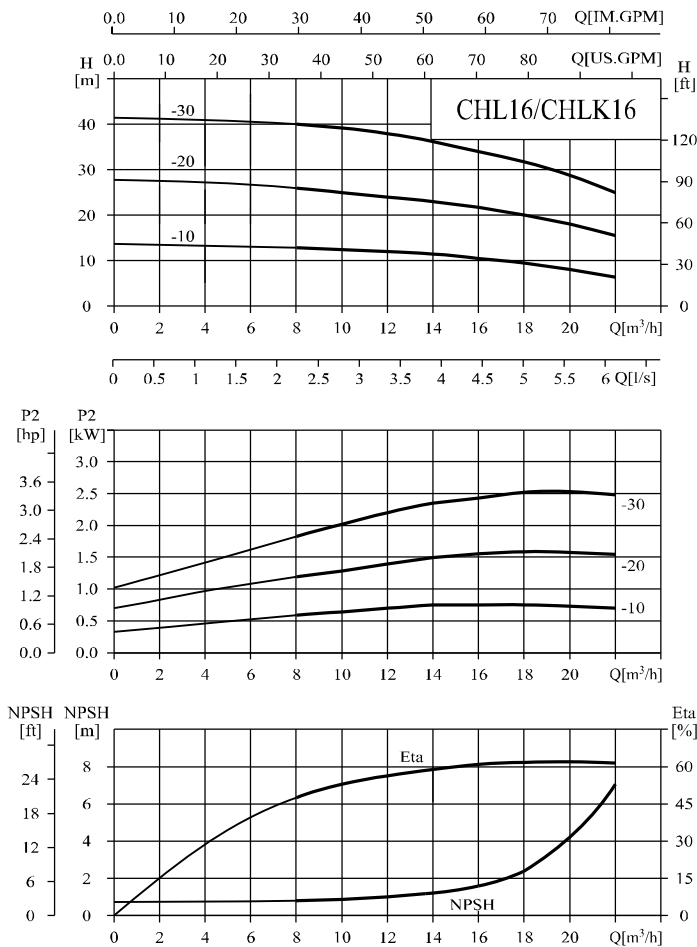 0.0 10 20 30 40 50 60 70 Q[IM.GPM]
0.0 10 20 30 40 50 60 70 80 Q[US.GPM]
H
[m]
H
[ft]
CHL16/CHLK16
-30
40
120
-20
30
90
20
60
-10
10
30
0
0
0 2 4 6 8 10 12 14 16 18 20 Q[m³/h]
0 0.5 1 1.5 2 2.5 3 3.5 4 4.5 5 5.5 6 Q[l/s]
P2
[hp]
P2
[kW]
3.0
3.6
2.5
-30
3.0
2.0
2.4
1.5
-20
1.8
1.0
1.2
-10
0.5
0.6
0.0
0.0
0 2 4 6 8 10 12 14 16 18 20 Q[m³/h]
NPSH
[ft]
NPSH
[m]
Eta
[%]
Eta
24
8
60
18
6
45
12
4
30
6
2
15
NPSH
0
0
0
0 2 4 6 8 10 12 14 16 18 20 Q[m³/h]